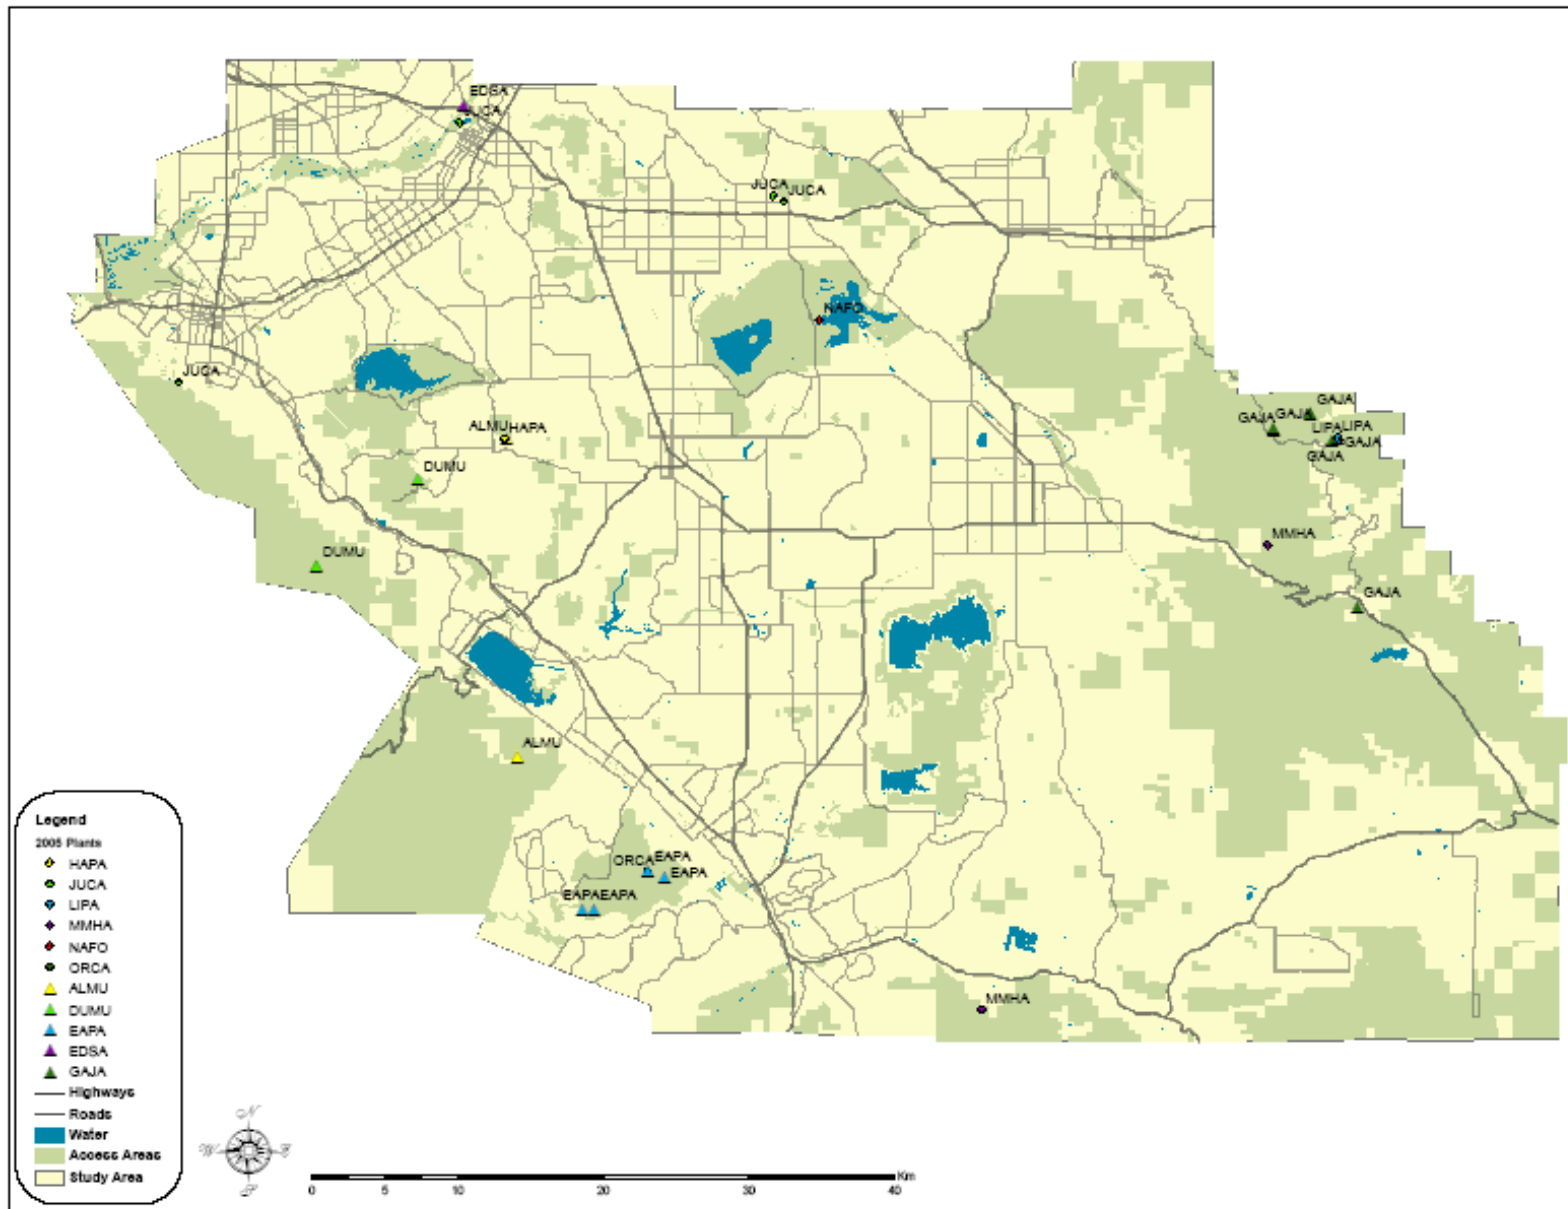 EDSA
JUCA
JUCA
JUCA
NAFO
JUCA
ALMU HAPA
DUMU
DUMU
GAJA
GAJA GAJA
LIPA LIPA
GAJA
GAJA
MMHA
GAJA
ALMU
ORCA EAPA
EAPA
EAPA EAPA
MMHA
Legend
2005 Plants
HAPA
JUCA
LIPA
MMHA
NAFO
ORCA
ALMU
DUMU
EAPA
EDSA
GAJA
Highways
Roads
Water
Access Areas
Study Area
N
W E
S
Km
0 5 10 20 30 40